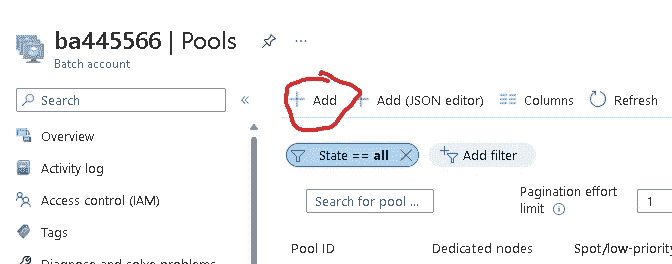 ba445566 | Pools
Batch account
Search
Add
Add (JSON editor)
Columns
Refresh
Overview
Activity log
Access control (IAM)
Tags
Diagnose and solve problems
State == all
Add filter
Search for pool ...
Pagination effort
limit
1
Pool ID
Dedicated nodes
Spot/low-priority